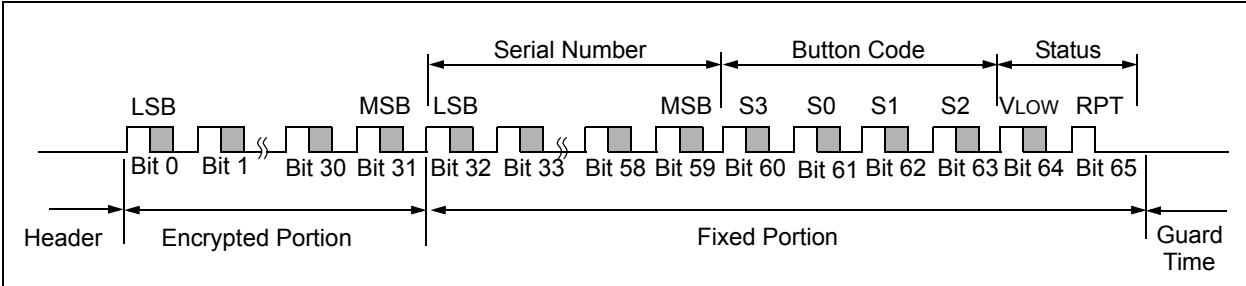 Serial Number Button Code Status
LSB MSB LSB MSB S3 S0 S1 S2 VLOW RPT
Bit 0 Bit 1 Bit 30 Bit 31 Bit 32 Bit 33 Bit 58 Bit 59 Bit 60 Bit 61 Bit 62 Bit 63 Bit 64 Bit 65
Header Encrypted Portion Fixed Portion Guard
Time